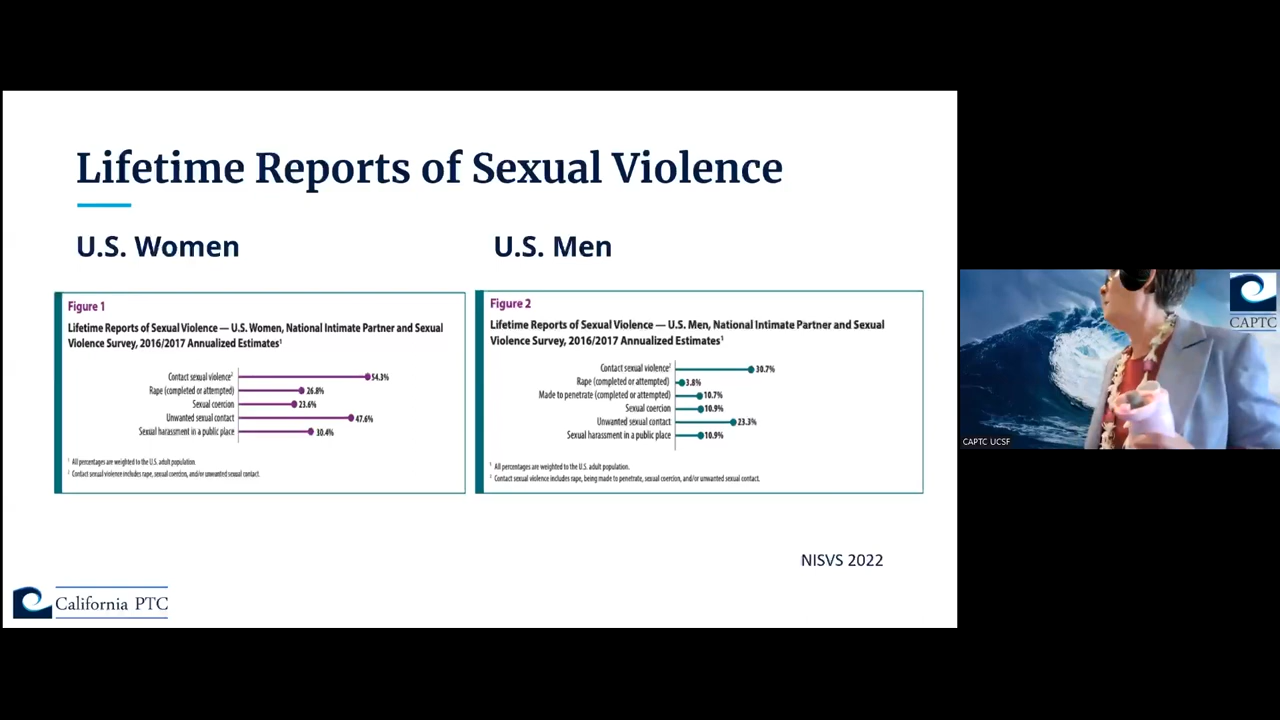 Lifetime Reports of Sexual Violence
U.S. Women
U.S. Men
Figure 1
Lifetime Reports of Sexual Violence — U.S. Women, National Intimate Partner and Sexual
Violence Survey, 2016/2017 Annualized Estimates¹
Contact sexual violence² 54.3%
Rape (completed or attempted) 26.8%
Sexual coercion 23.6%
Unwanted sexual contact 47.6%
Sexual harassment in a public place 30.4%
¹ All percentages are weighted to the U.S. adult population.
² Contact sexual violence includes rape, sexual coercion, and/or unwanted sexual contact.
Figure 2
Lifetime Reports of Sexual Violence — U.S. Men, National Intimate Partner and Sexual
Violence Survey, 2016/2017 Annualized Estimates¹
Contact sexual violence² 30.7%
Rape (completed or attempted) 3.8%
Made to penetrate (completed or attempted) 10.7%
Sexual coercion 10.9%
Unwanted sexual contact 23.3%
Sexual harassment in a public place 10.9%
¹ All percentages are weighted to the U.S. adult population.
² Contact sexual violence includes rape, being made to penetrate, sexual coercion, and/or unwanted sexual contact.
NISVS 2022
California PTC
CAPTC
CAPTC UCSF